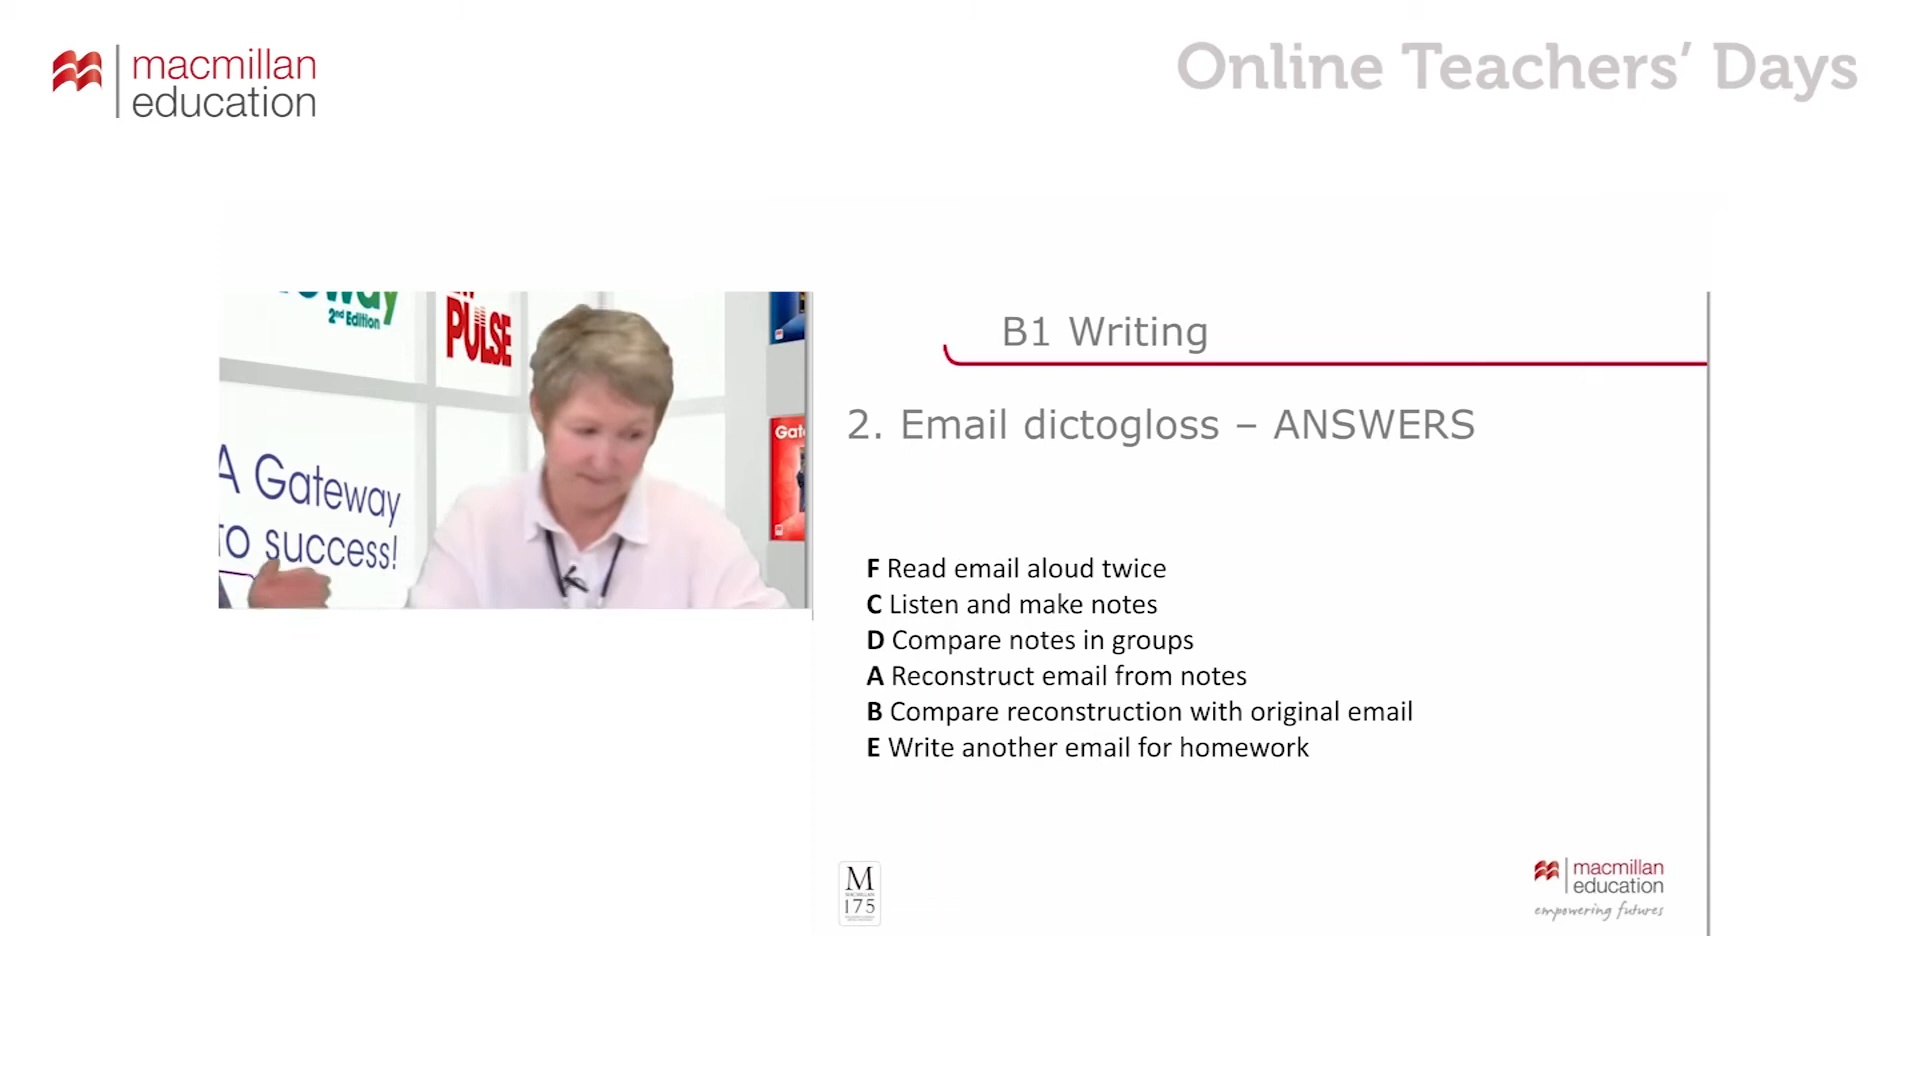 macmillan
education
Online Teachers’ Days
2nd Edition
PULSE
A Gateway
to success!
B1 Writing
2. Email dictogloss – ANSWERS
F Read email aloud twice
C Listen and make notes
D Compare notes in groups
A Reconstruct email from notes
B Compare reconstruction with original email
E Write another email for homework
M
175
macmillan
education
empowering futures